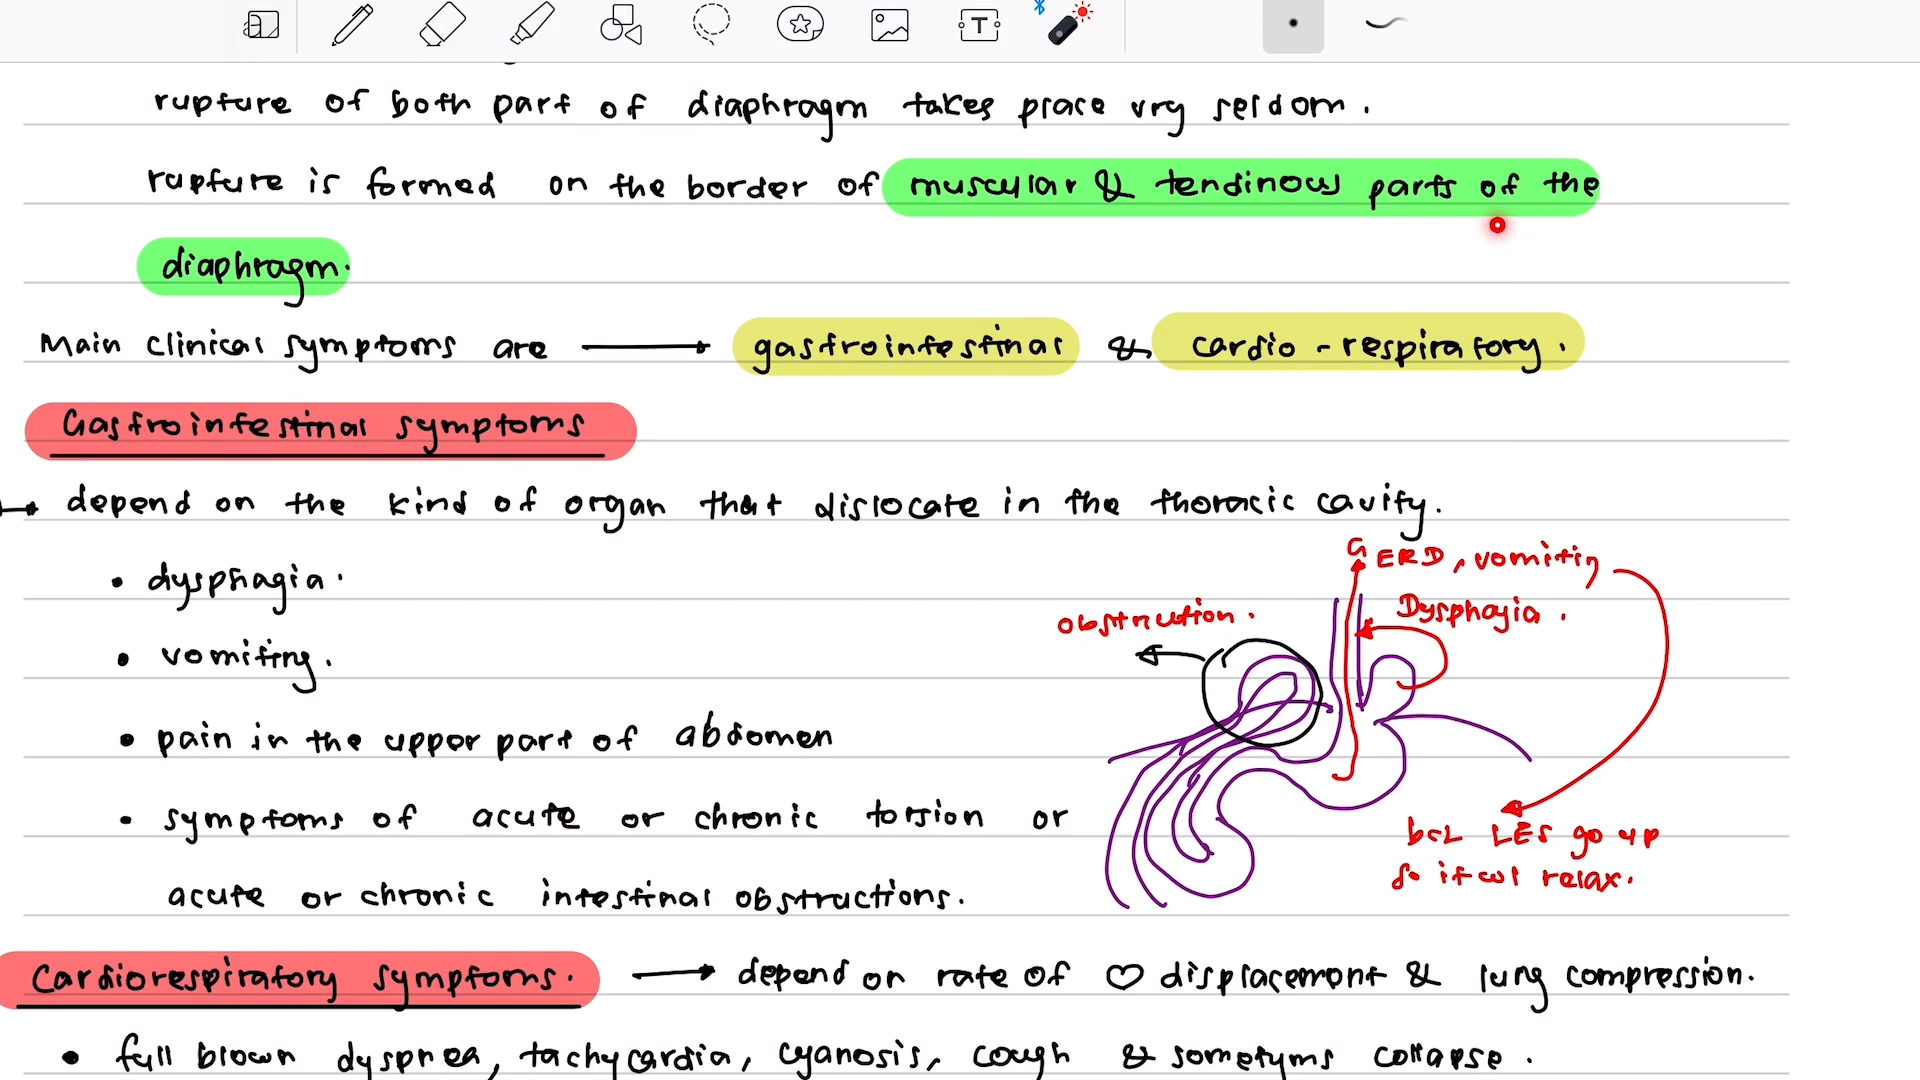 rupture of both part of diaphragm takes place vry seldom.
rupture is formed on the border of muscular & tendinous parts of the
diaphragm.
Main clinical symptoms are → gastrointestinal & cardio-respiratory.
Gastrointestinal symptoms
→ depend on the kind of organ that dislocate in the thoracic cavity.
• dysphagia.
• vomiting.
• pain in the upper part of abdomen
• symptoms of acute or chronic torsion or
acute or chronic intestinal obstructions.
GERD, vomiting
Dysphagia.
obstruction.
bcz LES go up
so it wl relax.
Cardiorespiratory symptoms. → depend on rate of ♡ displacement & lung compression.
• full blown dyspnea, tachycardia, cyanosis, cough & sometyms collapse.